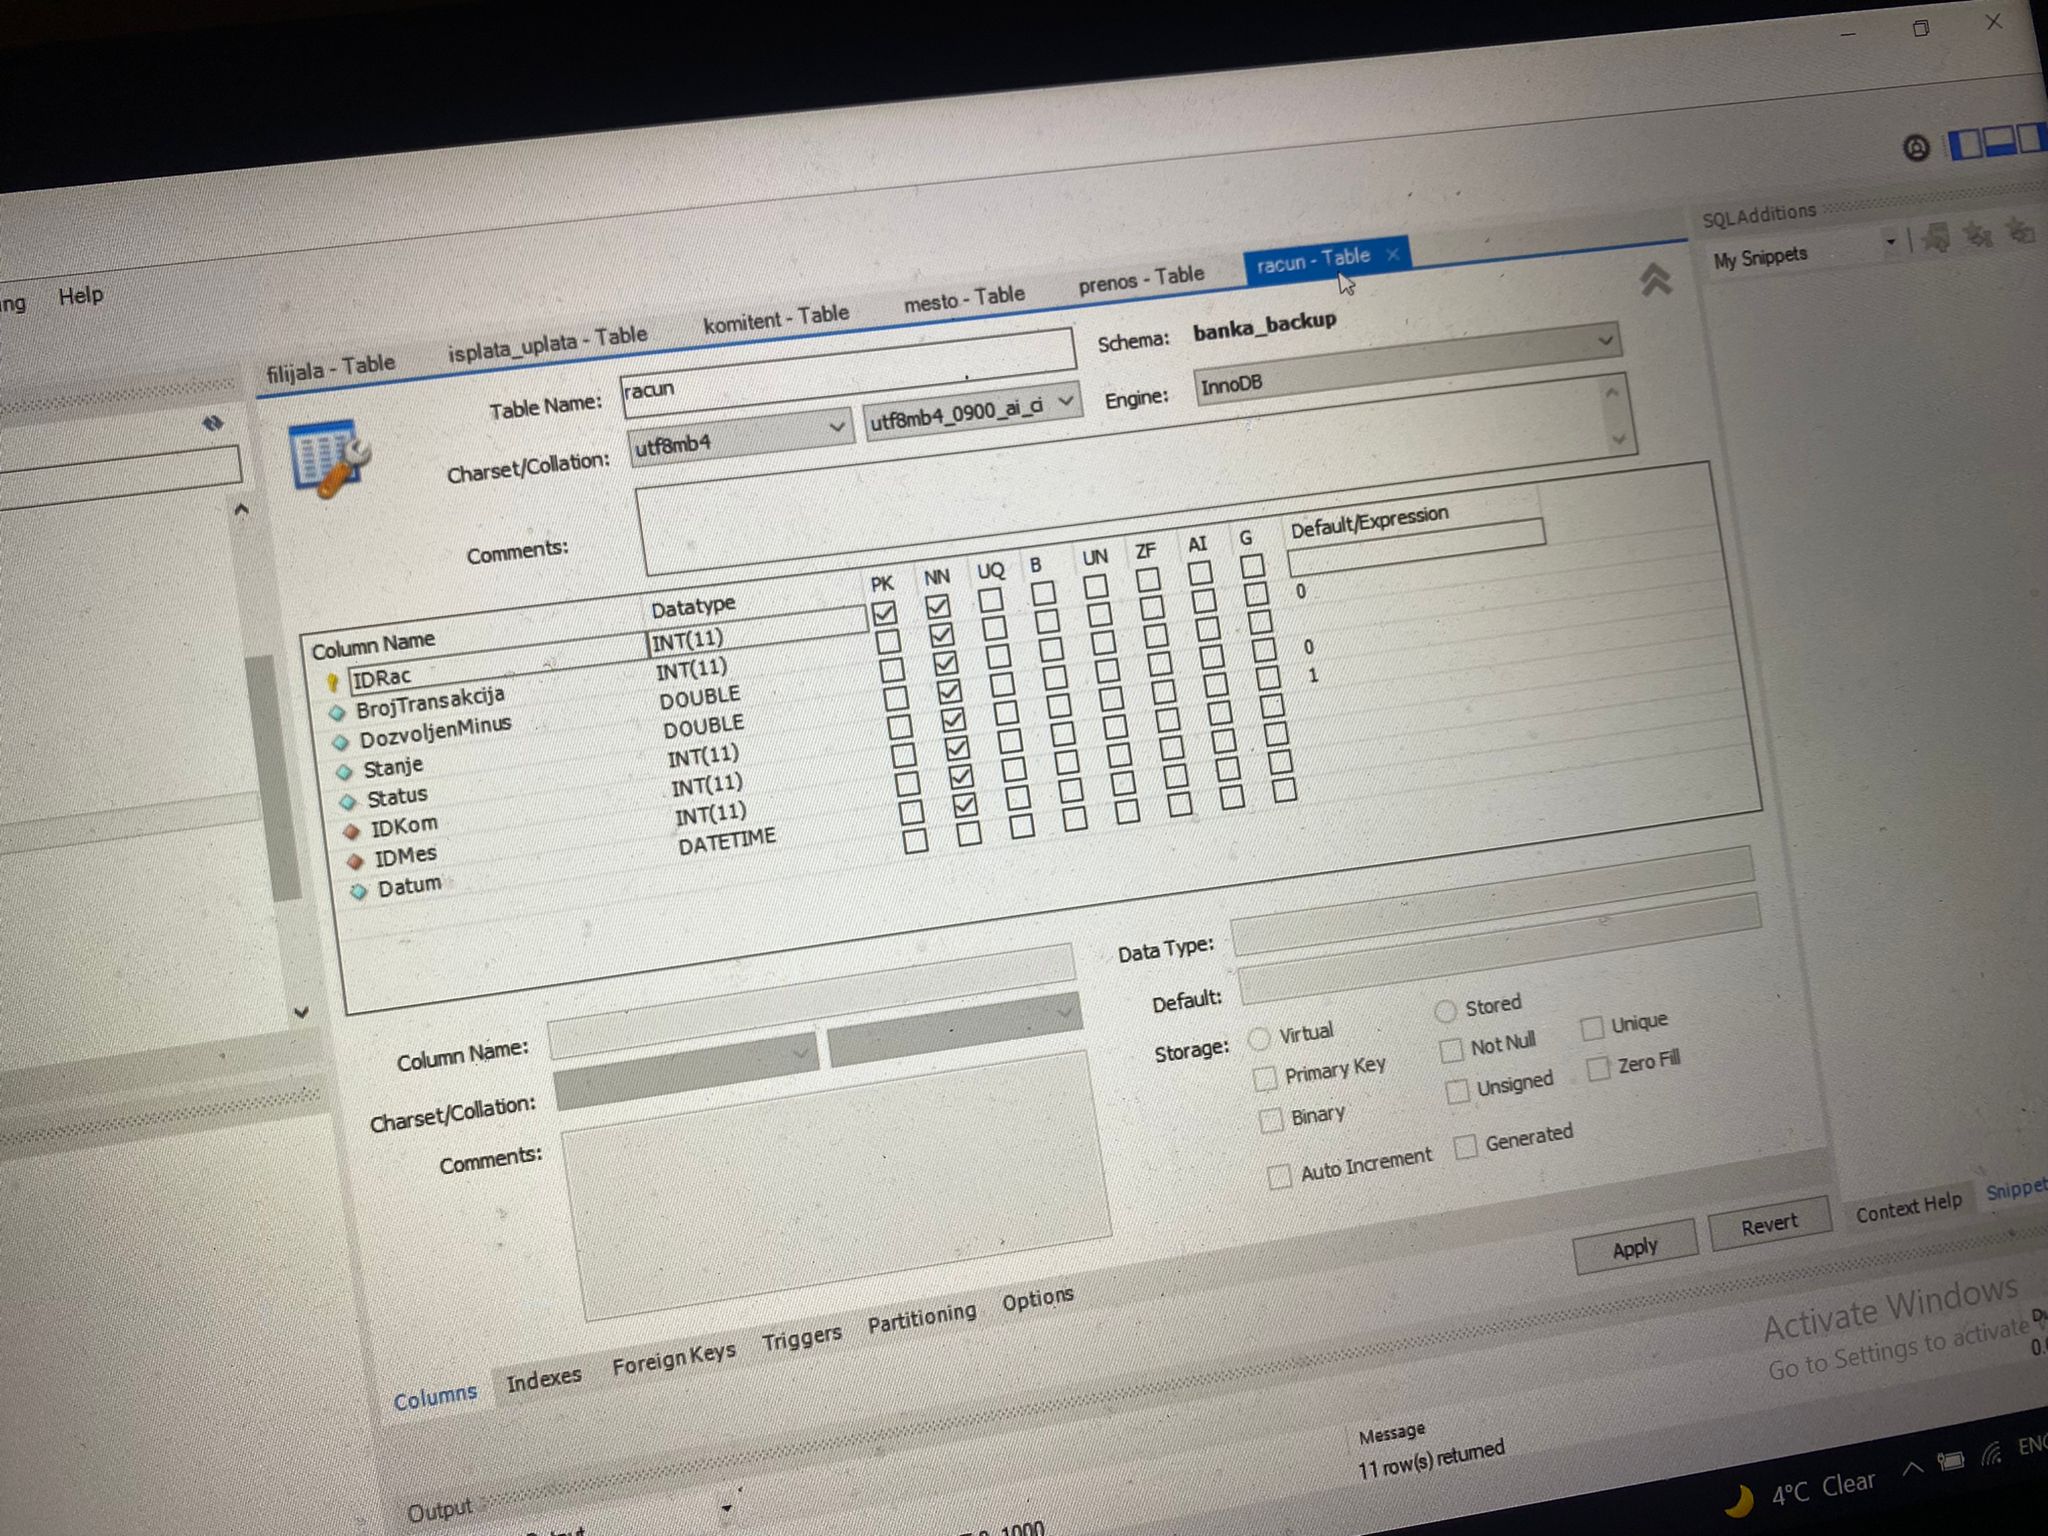 Help
SQLAdditions
My Snippets
filijala - Table
isplata_uplata - Table
komitent - Table
mesto - Table
prenos - Table
racun - Table
Table Name: racun
Schema: banka_backup
Charset/Collation: utf8mb4 utf8mb4_0900_ai_ci
Engine: InnoDB
Comments:
Column Name Datatype PK NN UQ B UN ZF AI G Default/Expression
IDRac INT(11)
BrojTransakcija INT(11) 0
DozvoljenMinus DOUBLE
Stanje DOUBLE 0
Status INT(11) 1
IDKom INT(11)
IDMes INT(11)
Datum DATETIME
Column Name: Data Type:
Charset/Collation: Default:
Comments: Storage: Virtual Stored
Primary Key Not Null Unique
Binary Unsigned Zero Fill
Auto Increment Generated
Apply Revert
Context Help
Columns Indexes Foreign Keys Triggers Partitioning Options
Activate Windows
Go to Settings to activate
Output
Message
11 row(s) returned
1000
4°C Clear